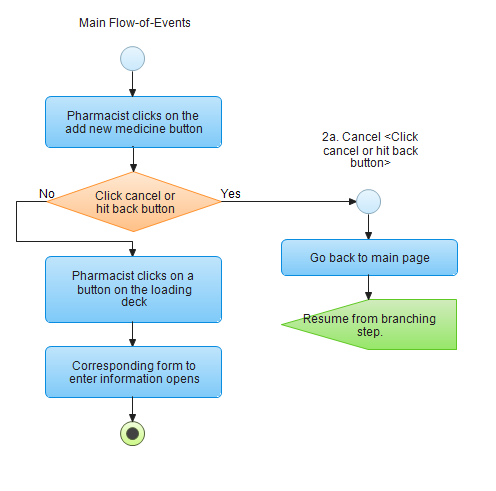 Main Flow-of-Events
Pharmacist clicks on the
add new medicine button
2a. Cancel <Click
cancel or hit back
button>
No
Click cancel or
hit back button
Yes
Go back to main page
Pharmacist clicks on a
button on the loading
deck
Resume from branching
step.
Corresponding form to
enter information opens